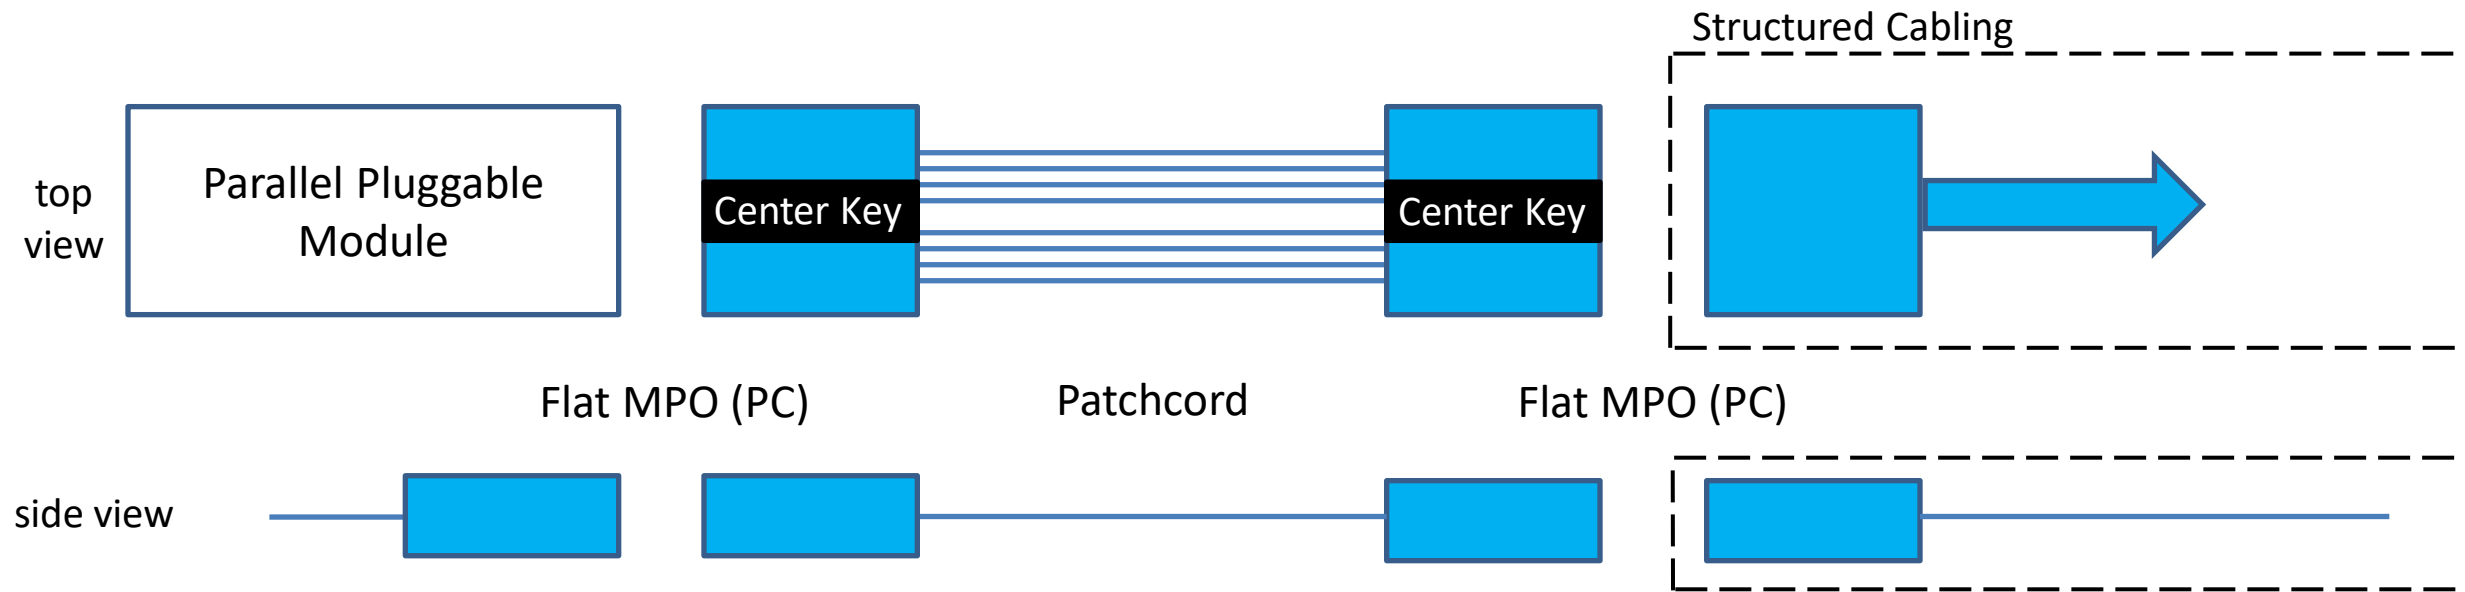 Structured Cabling
top
view
Parallel Pluggable
Module
Center Key
Center Key
Flat MPO (PC)
Patchcord
Flat MPO (PC)
side view